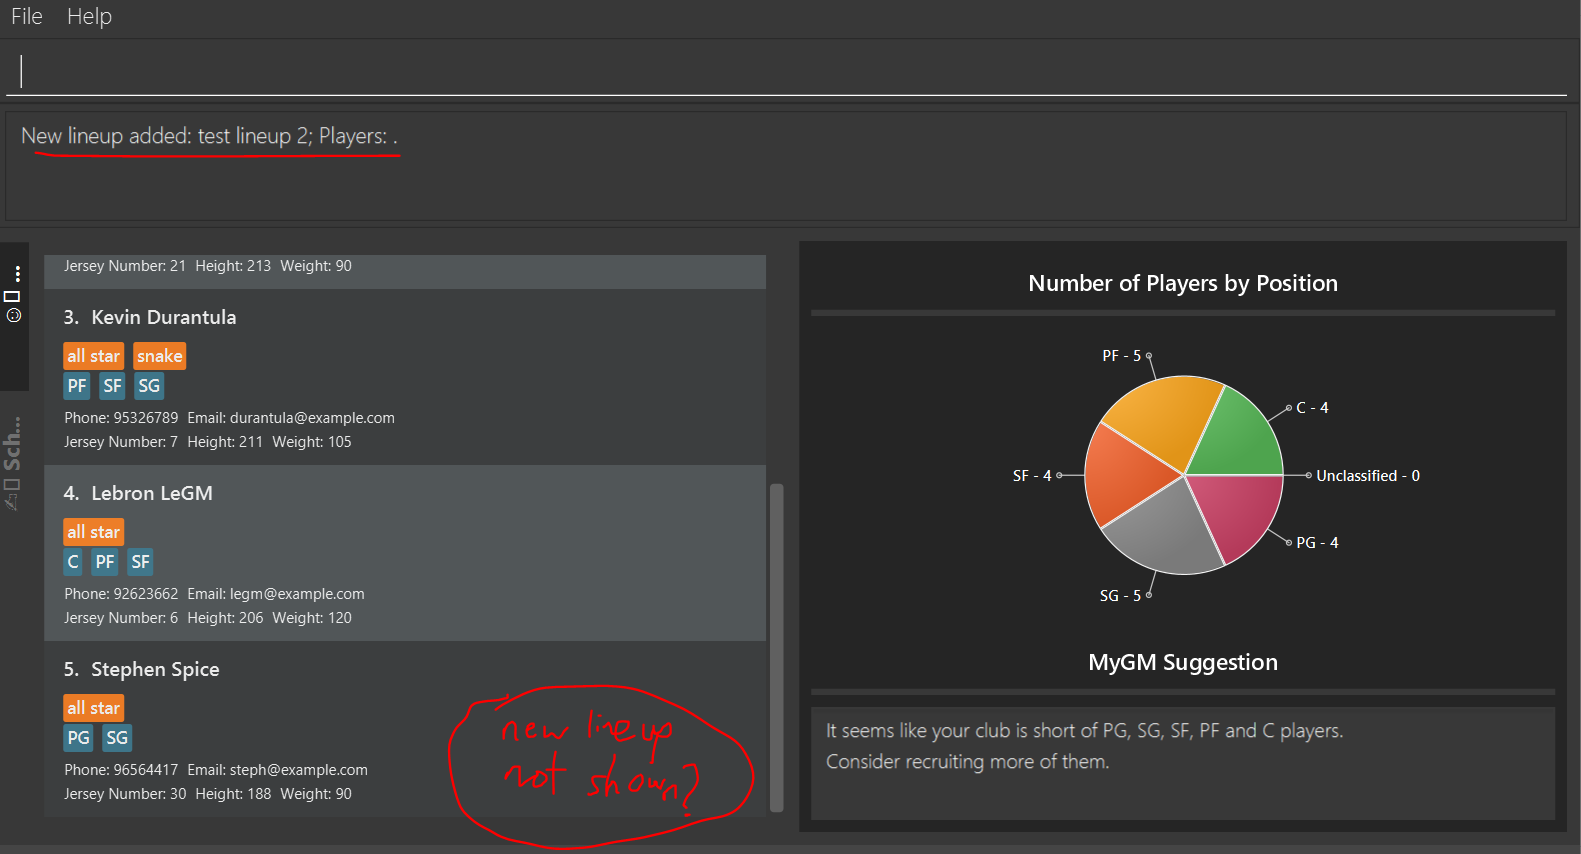 File Help
New lineup added: test lineup 2; Players: .
...
Sch...
Jersey Number: 21 Height: 213 Weight: 90
3. Kevin Durantula
all star snake
PF SF SG
Phone: 95326789 Email: durantula@example.com
Jersey Number: 7 Height: 211 Weight: 105
4. Lebron LeGM
all star
C PF SF
Phone: 92623662 Email: legm@example.com
Jersey Number: 6 Height: 206 Weight: 120
5. Stephen Spice
all star
PG SG
Phone: 96564417 Email: steph@example.com
Jersey Number: 30 Height: 188 Weight: 90
new lineup
not shown?
Number of Players by Position
PF - 5
C - 4
SF - 4
Unclassified - 0
PG - 4
SG - 5
MyGM Suggestion
It seems like your club is short of PG, SG, SF, PF and C players.
Consider recruiting more of them.